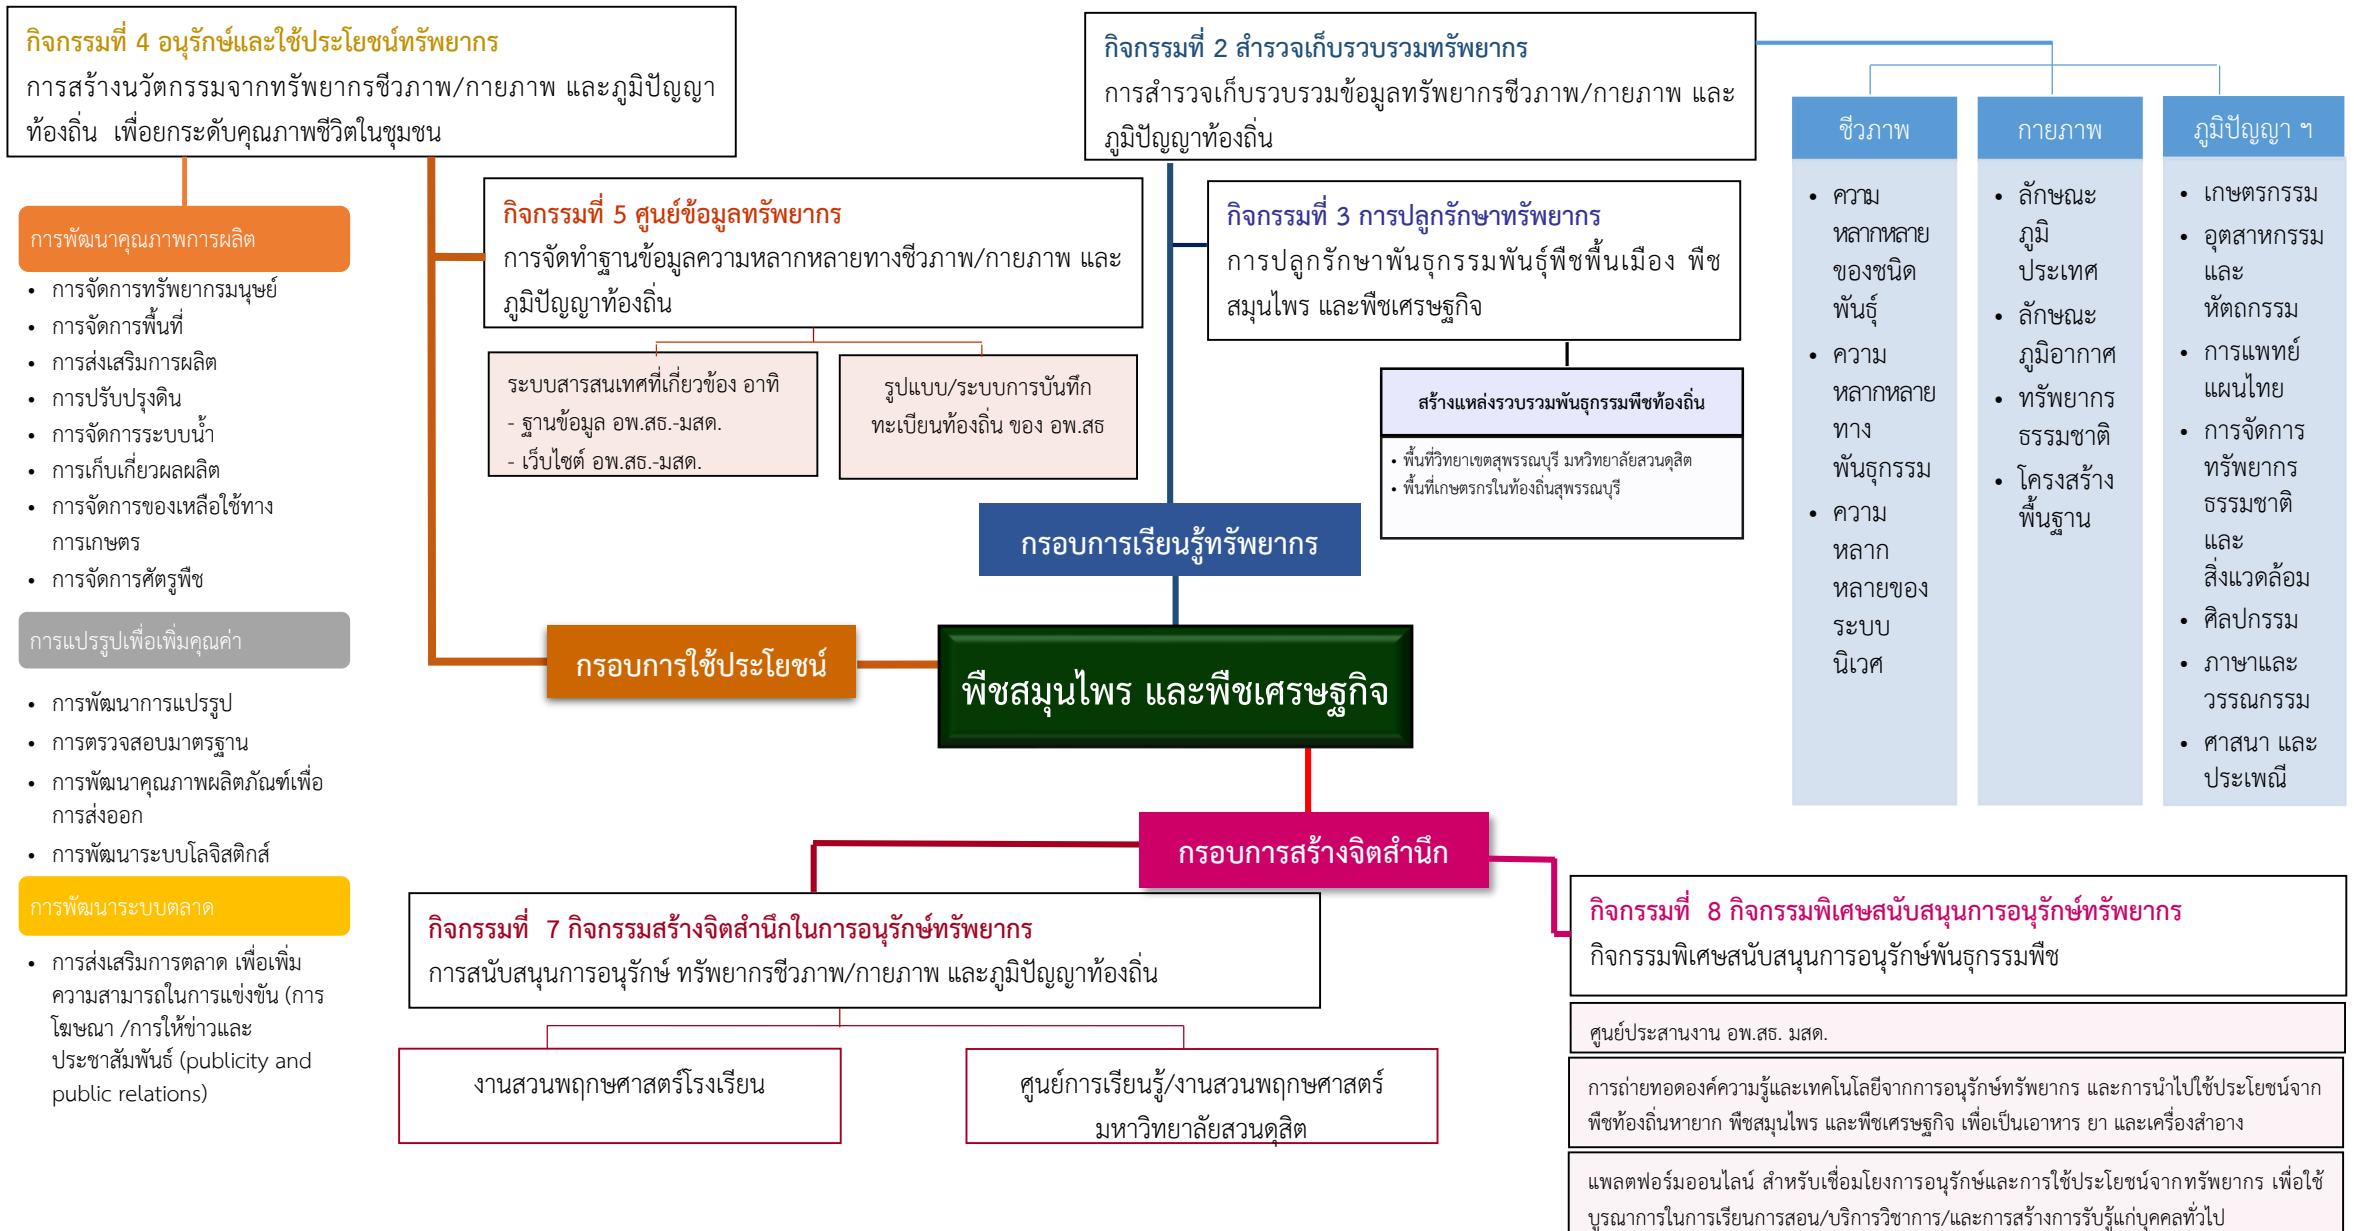 กิจกรรมที่ 4 อนุรักษ์และใช้ประโยชน์ทรัพยากร
การสร้างนวัตกรรมจากทรัพยากรชีวภาพ/กายภาพ และภูมิปัญญา
ท้องถิ่น เพื่อยกระดับคุณภาพชีวิตในชุมชน
กิจกรรมที่ 2 สำรวจเก็บรวบรวมทรัพยากร
การสำรวจเก็บรวบรวมข้อมูลทรัพยากรชีวภาพ/กายภาพ และ
ภูมิปัญญาท้องถิ่น
ชีวภาพ
• ความ
หลากหลาย
ของชนิด
พันธุ์
• ความ
หลากหลาย
ทาง
พันธุกรรม
• ความ
หลาก
หลายของ
ระบบ
นิเวศ
กายภาพ
• ลักษณะ
ภูมิ
ประเทศ
• ลักษณะ
ภูมิอากาศ
• ทรัพยากร
ธรรมชาติ
• โครงสร้าง
พื้นฐาน
ภูมิปัญญา ฯ
• เกษตรกรรม
• อุตสาหกรรม
และ
หัตถกรรม
• การแพทย์
แผนไทย
• การจัดการ
ทรัพยากร
ธรรมชาติ
และ
สิ่งแวดล้อม
• ศิลปกรรม
• ภาษาและ
วรรณกรรม
• ศาสนา และ
ประเพณี
กิจกรรมที่ 5 ศูนย์ข้อมูลทรัพยากร
การจัดทำฐานข้อมูลความหลากหลายทางชีวภาพ/กายภาพ และ
ภูมิปัญญาท้องถิ่น
ระบบสารสนเทศที่เกี่ยวข้อง อาทิ
- ฐานข้อมูล อพ.สธ.-มสด.
- เว็บไซต์ อพ.สธ.-มสด.
รูปแบบ/ระบบการบันทึก
ทะเบียนท้องถิ่น ของ อพ.สธ
กิจกรรมที่ 3 การปลูกรักษาทรัพยากร
การปลูกรักษาพันธุกรรมพันธุ์พืชพื้นเมือง พืช
สมุนไพร และพืชเศรษฐกิจ
สร้างแหล่งรวบรวมพันธุกรรมพืชท้องถิ่น
• พื้นที่วิทยาเขตสุพรรณบุรี มหวิทยาลัยสวนดุสิต
• พื้นที่เกษตรกรในท้องถิ่นสุพรรณบุรี
การพัฒนาคุณภาพการผลิต
• การจัดการทรัพยากรมนุษย์
• การจัดการพื้นที่
• การส่งเสริมการผลิต
• การปรับปรุงดิน
• การจัดการระบบน้ำ
• การเก็บเกี่ยวผลผลิต
• การจัดการของเหลือใช้ทาง
การเกษตร
• การจัดการศัตรูพืช
การแปรรูปเพื่อเพิ่มคุณค่า
• การพัฒนาการแปรรูป
• การตรวจสอบมาตรฐาน
• การพัฒนาคุณภาพผลิตภัณฑ์เพื่อ
การส่งออก
• การพัฒนาระบบโลจิสติกส์
การพัฒนาระบบตลาด
• การส่งเสริมการตลาด เพื่อเพิ่ม
ความสามารถในการแข่งขัน (การ
โฆษณา /การให้ข่าวและ
ประชาสัมพันธ์ (publicity and
public relations)
กรอบการเรียนรู้ทรัพยากร
กรอบการใช้ประโยชน์
พืชสมุนไพร และพืชเศรษฐกิจ
กรอบการสร้างจิตสำนึก
กิจกรรมที่ 7 กิจกรรมสร้างจิตสำนึกในการอนุรักษ์ทรัพยากร
การสนับสนุนการอนุรักษ์ ทรัพยากรชีวภาพ/กายภาพ และภูมิปัญญาท้องถิ่น
งานสวนพฤกษศาสตร์โรงเรียน
ศูนย์การเรียนรู้/งานสวนพฤกษศาสตร์
มหาวิทยาลัยสวนดุสิต
กิจกรรมที่ 8 กิจกรรมพิเศษสนับสนุนการอนุรักษ์ทรัพยากร
กิจกรรมพิเศษสนับสนุนการอนุรักษ์พันธุกรรมพืช
ศูนย์ประสานงาน อพ.สธ. มสด.
การถ่ายทอดองค์ความรู้และเทคโนโลยีจากการอนุรักษ์ทรัพยากร และการนำไปใช้ประโยชน์จาก
พืชท้องถิ่นหายาก พืชสมุนไพร และพืชเศรษฐกิจ เพื่อเป็นเอาหาร ยา และเครื่องสำอาง
แพลตฟอร์มออนไลน์ สำหรับเชื่อมโยงการอนุรักษ์และการใช้ประโยชน์จากทรัพยากร เพื่อใช้
บูรณาการในการเรียนการสอน/บริการวิชาการ/และการสร้างการรับรู้แก่บุคคลทั่วไป